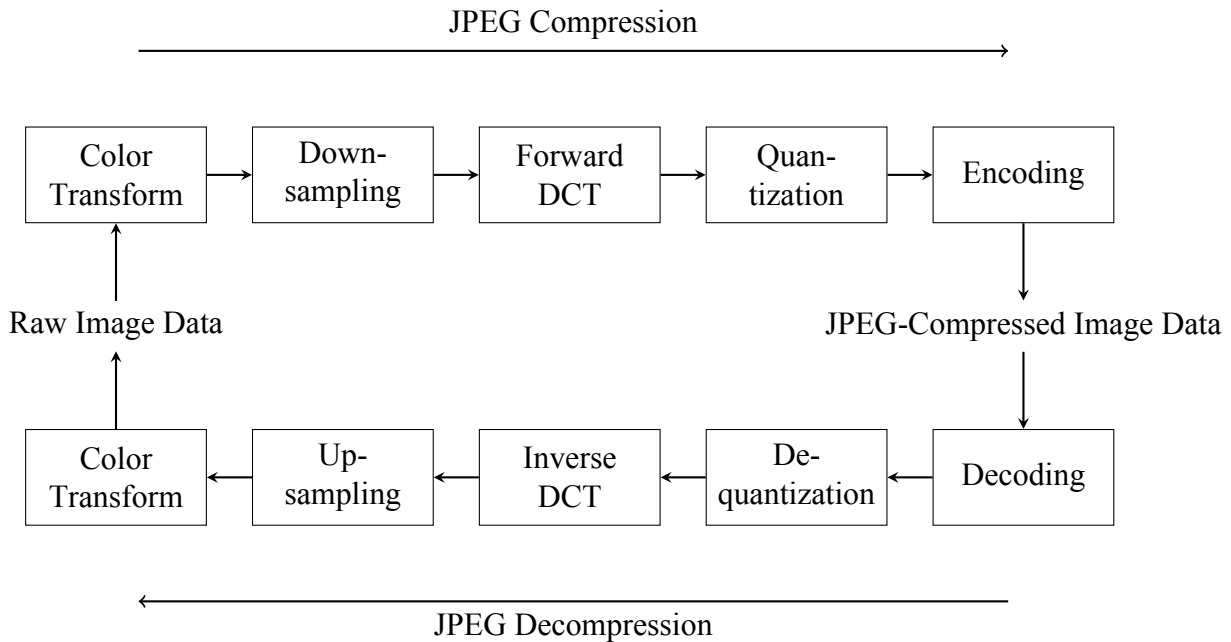 JPEG Compression
Color
Transform
Down-
sampling
Forward
DCT
Quan-
tization
Encoding
Raw Image Data
JPEG-Compressed Image Data
Color
Transform
Up-
sampling
Inverse
DCT
De-
quantization
Decoding
JPEG Decompression